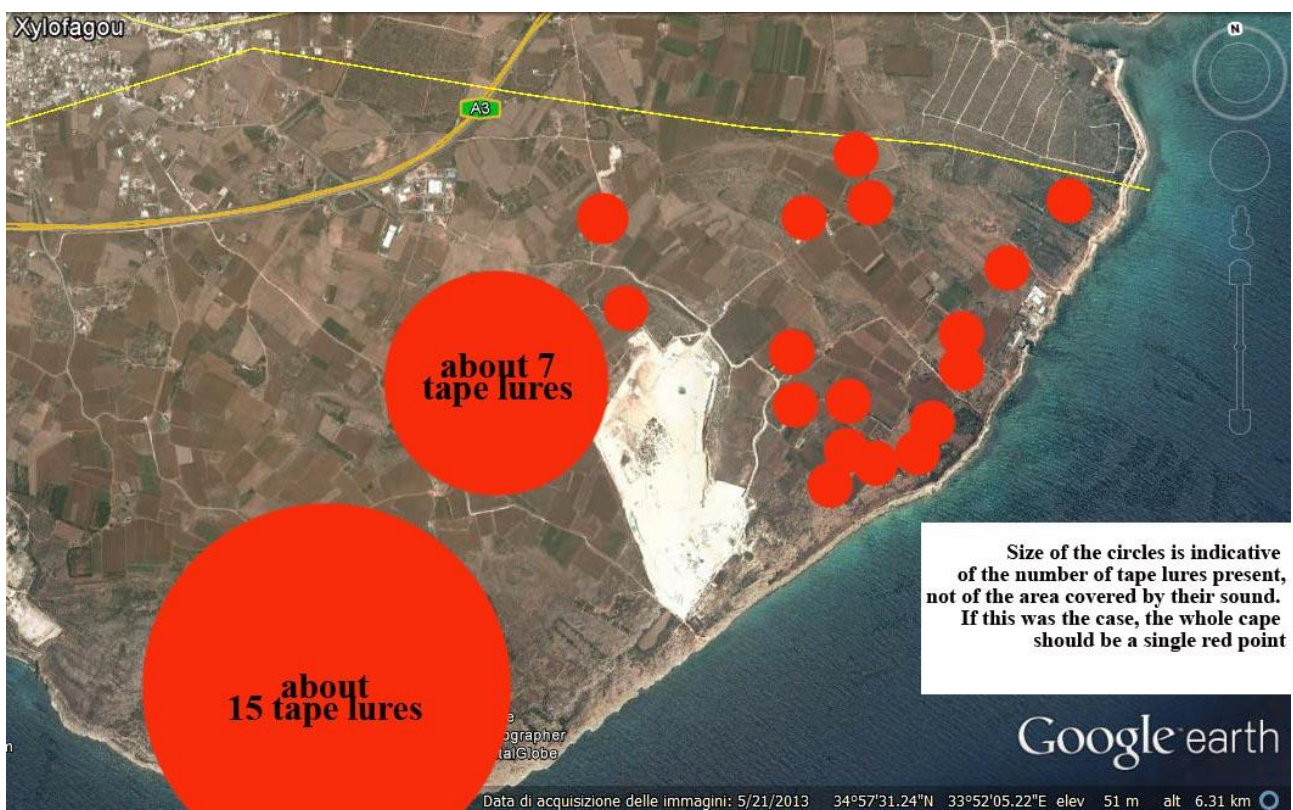 Xylofagou
N
A3
about 7
tape lures
Size of the circles is indicative
of the number of tape lures present,
not of the area covered by their sound.
If this was the case, the whole cape
should be a single red point
about
15 tape lures
ographer
talGlobe
Google earth
Data di acquisizione delle immagini: 5/21/2013 34°57'31.24"N 33°52'05.22"E elev 51 m alt 6.31 km